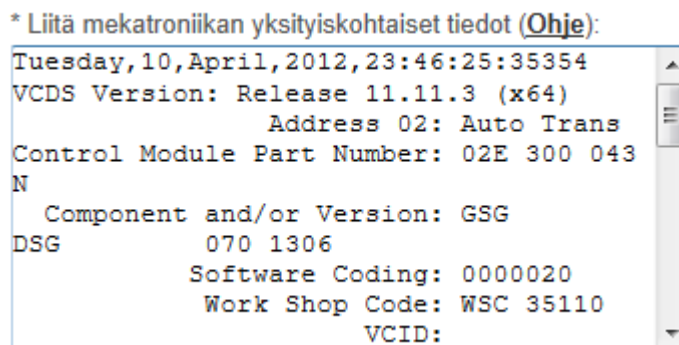 * Liitä mekatroniikan yksityiskohtaiset tiedot (Ohje):
Tuesday,10,April,2012,23:46:25:35354
VCDS Version: Release 11.11.3 (x64)
Address 02: Auto Trans
Control Module Part Number: 02E 300 043
N
Component and/or Version: GSG
DSG 070 1306
Software Coding: 0000020
Work Shop Code: WSC 35110
VCID: